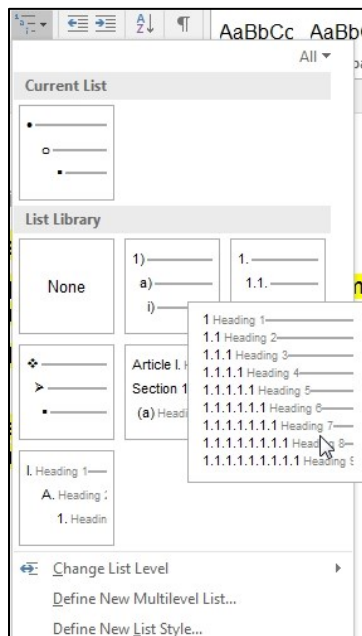 AaBbCc AaBb
All
Current List
List Library
None
1)
a)
i)
1.
1.1.
1 Heading 1
1.1 Heading 2
1.1.1 Heading 3
1.1.1.1 Heading 4
1.1.1.1.1 Heading 5
1.1.1.1.1.1 Heading 6
1.1.1.1.1.1.1 Heading 7
1.1.1.1.1.1.1.1 Heading 8
1.1.1.1.1.1.1.1.1 Heading 9
Article I. H
Section 1
(a) Headi
I. Heading 1
A. Heading 2
1. Headin
Change List Level
Define New Multilevel List...
Define New List Style...